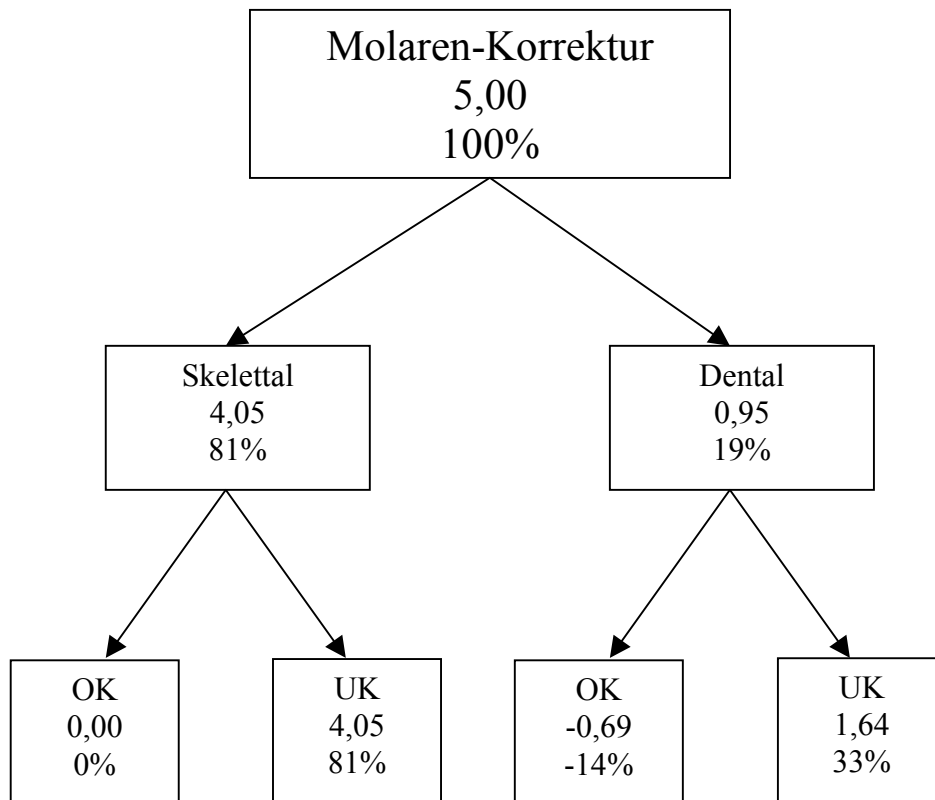 Molaren-Korrektur
5,00
100%
Skelettal
4,05
81%
Dental
0,95
19%
OK
0,00
0%
UK
4,05
81%
OK
-0,69
-14%
UK
1,64
33%